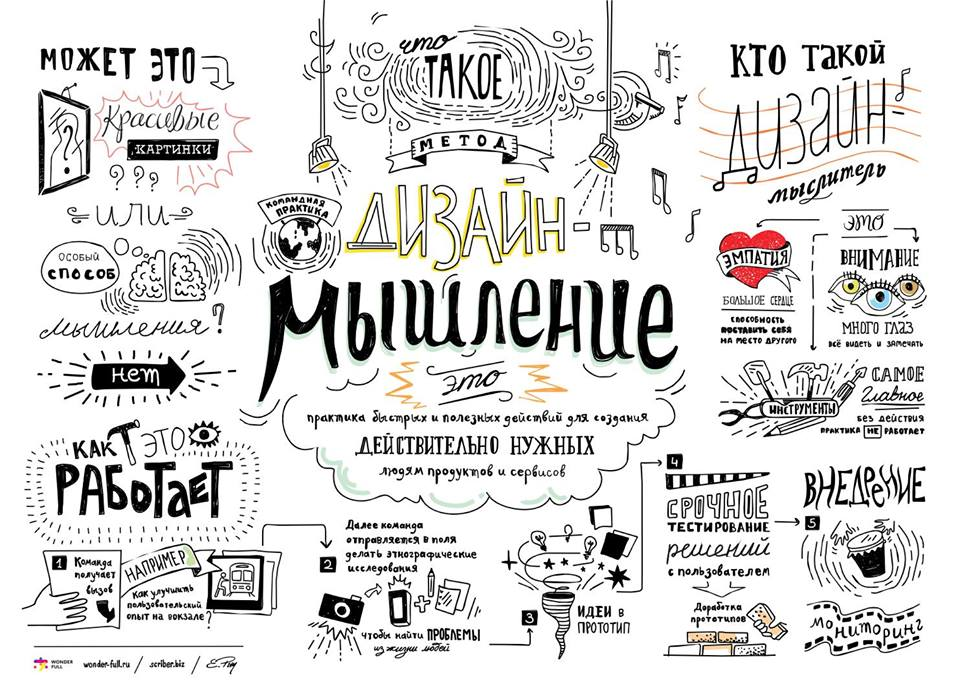 МОЖЕТ ЭТО
Красивые
КАРТИНКИ
? ? ?
ИЛИ
ОСОБЫЙ
СПОСОБ
мышления?
Нет
Что
ТАКОЕ
МЕТОД
КОМАНДНАЯ
ПРАКТИКА
ДИЗАЙН-
МЫШЛЕНИЕ
ЭТО
практика быстрых и полезных действий для создания
ДЕЙСТВИТЕЛЬНО НУЖНЫХ
людям продуктов и сервисов
КТО ТАКОЙ
ДИЗАЙН-
мыслитель
ЭТО
ЭМПАТИЯ
БОЛЬШОЕ СЕРДЦЕ
СПОСОБНОСТЬ
ПОСТАВИТЬ СЕБЯ
НА МЕСТО ДРУГОГО
ВНИМАНИЕ
МНОГО ГЛАЗ
ВСЁ ВИДЕТЬ И ЗАМЕЧАТЬ
ИНСТРУМЕНТЫ
САМОЕ
Главное
БЕЗ ДЕЙСТВИЯ
ПРАКТИКА НЕ РАБОТАЕТ
КАК ЭТО
РАБОТАЕТ
1
Команда
получает
вызов
НАПРИМЕР
Как улучшить
пользовательский
опыт на вокзале?
2
Далее команда
отправляется в поля
делать этнографические
исследования
чтобы найти ПРОБЛЕМЫ
из жизни людей
3
ИДЕИ В
ПРОТОТИП
4
СРОЧНОЕ
ТЕСТИРОВАНИЕ
решений
с пользователем
Доработка
прототипов
5
ВНЕДРЕНИЕ
МОНИТОРИНГ
WONDER
FULL
wonder-full.ru / scriber.biz /